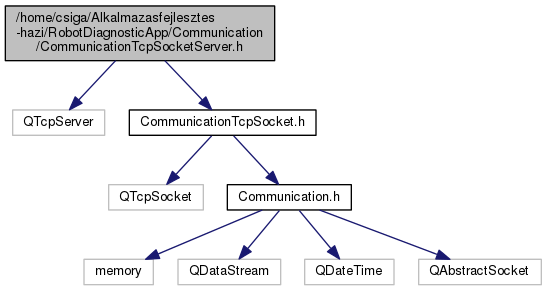 /home/csiga/Alkalmazasfejlesztes
-hazi/RobotDiagnosticApp/Communication
/CommunicationTcpSocketServer.h
QTcpServer
CommunicationTcpSocket.h
QTcpSocket
Communication.h
memory
QDataStream
QDateTime
QAbstractSocket